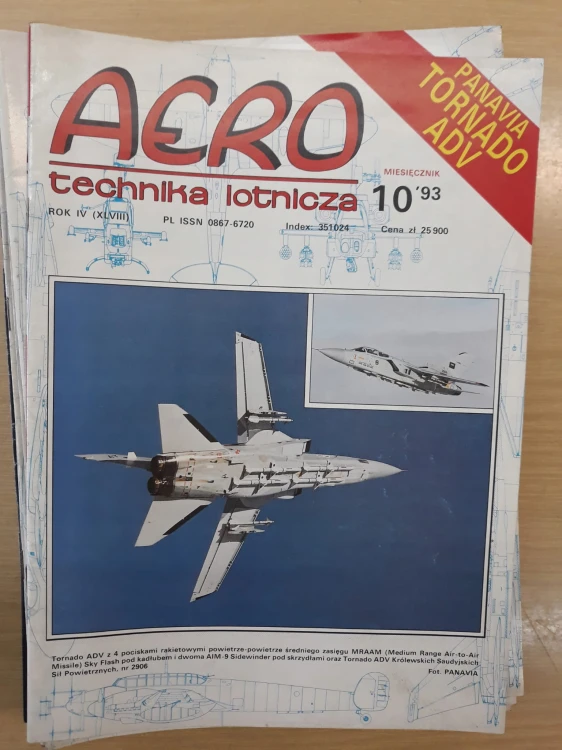 PANAVIA
TORNADO
ADV
AERO
technika lotnicza
MIESIĘCZNIK
10 '93
ROK IV (XLVIII)
PL ISSN 0867-6720
Index: 351024
Cena zł 25 900
Tornado ADV z 4 pociskami rakietowymi powietrze-powietrze średniego zasięgu MRAAM (Medium Range Air-to-Air
Missile) Sky Flash pod kadłubem i dwoma AIM-9 Sidewinder pod skrzydłami oraz Tornado ADV Królewskich Saudyjskich
Sił Powietrznych, nr 2906
Fot. PANAVIA